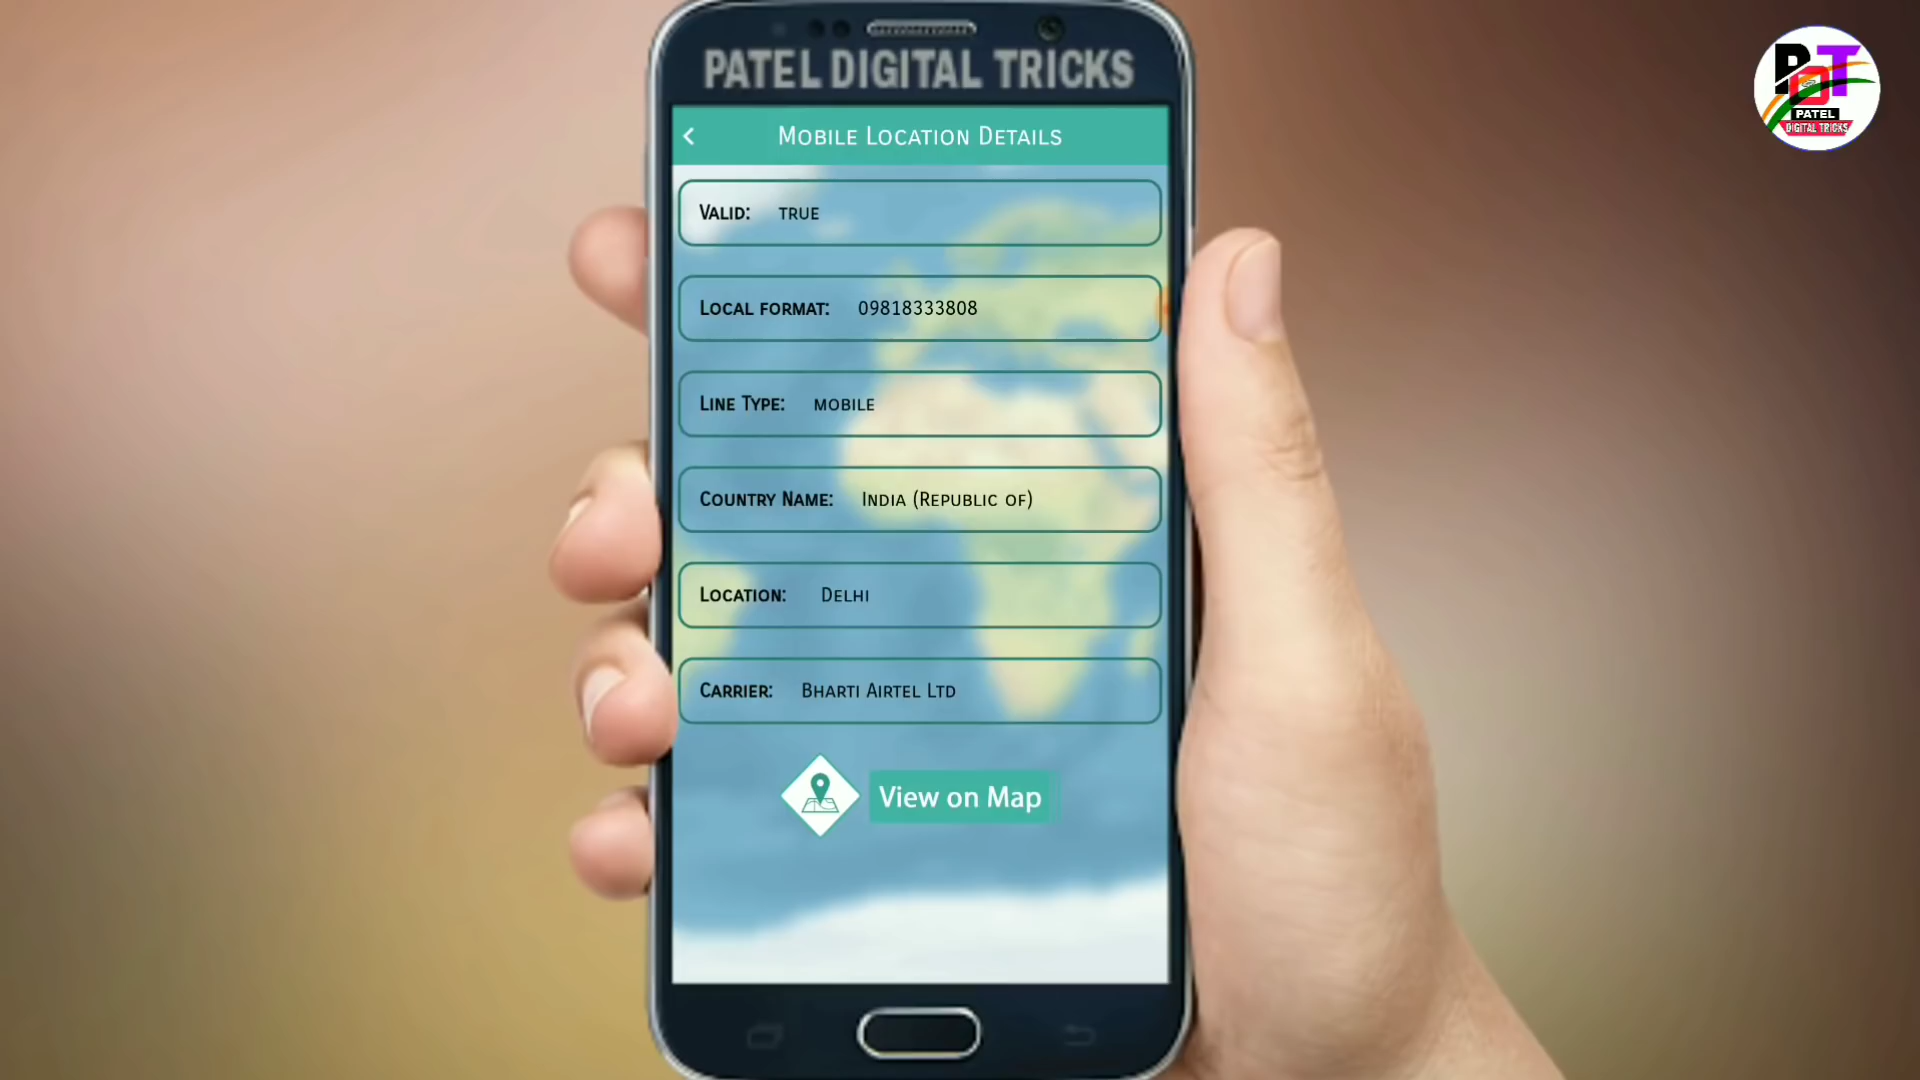 PATEL DIGITAL TRICKS
PDT
PATEL
DIGITAL TRICKS
Mobile Location Details
Valid: true
Local format: 09818333808
Line Type: mobile
Country Name: India (Republic of)
Location: Delhi
Carrier: Bharti Airtel Ltd
View on Map